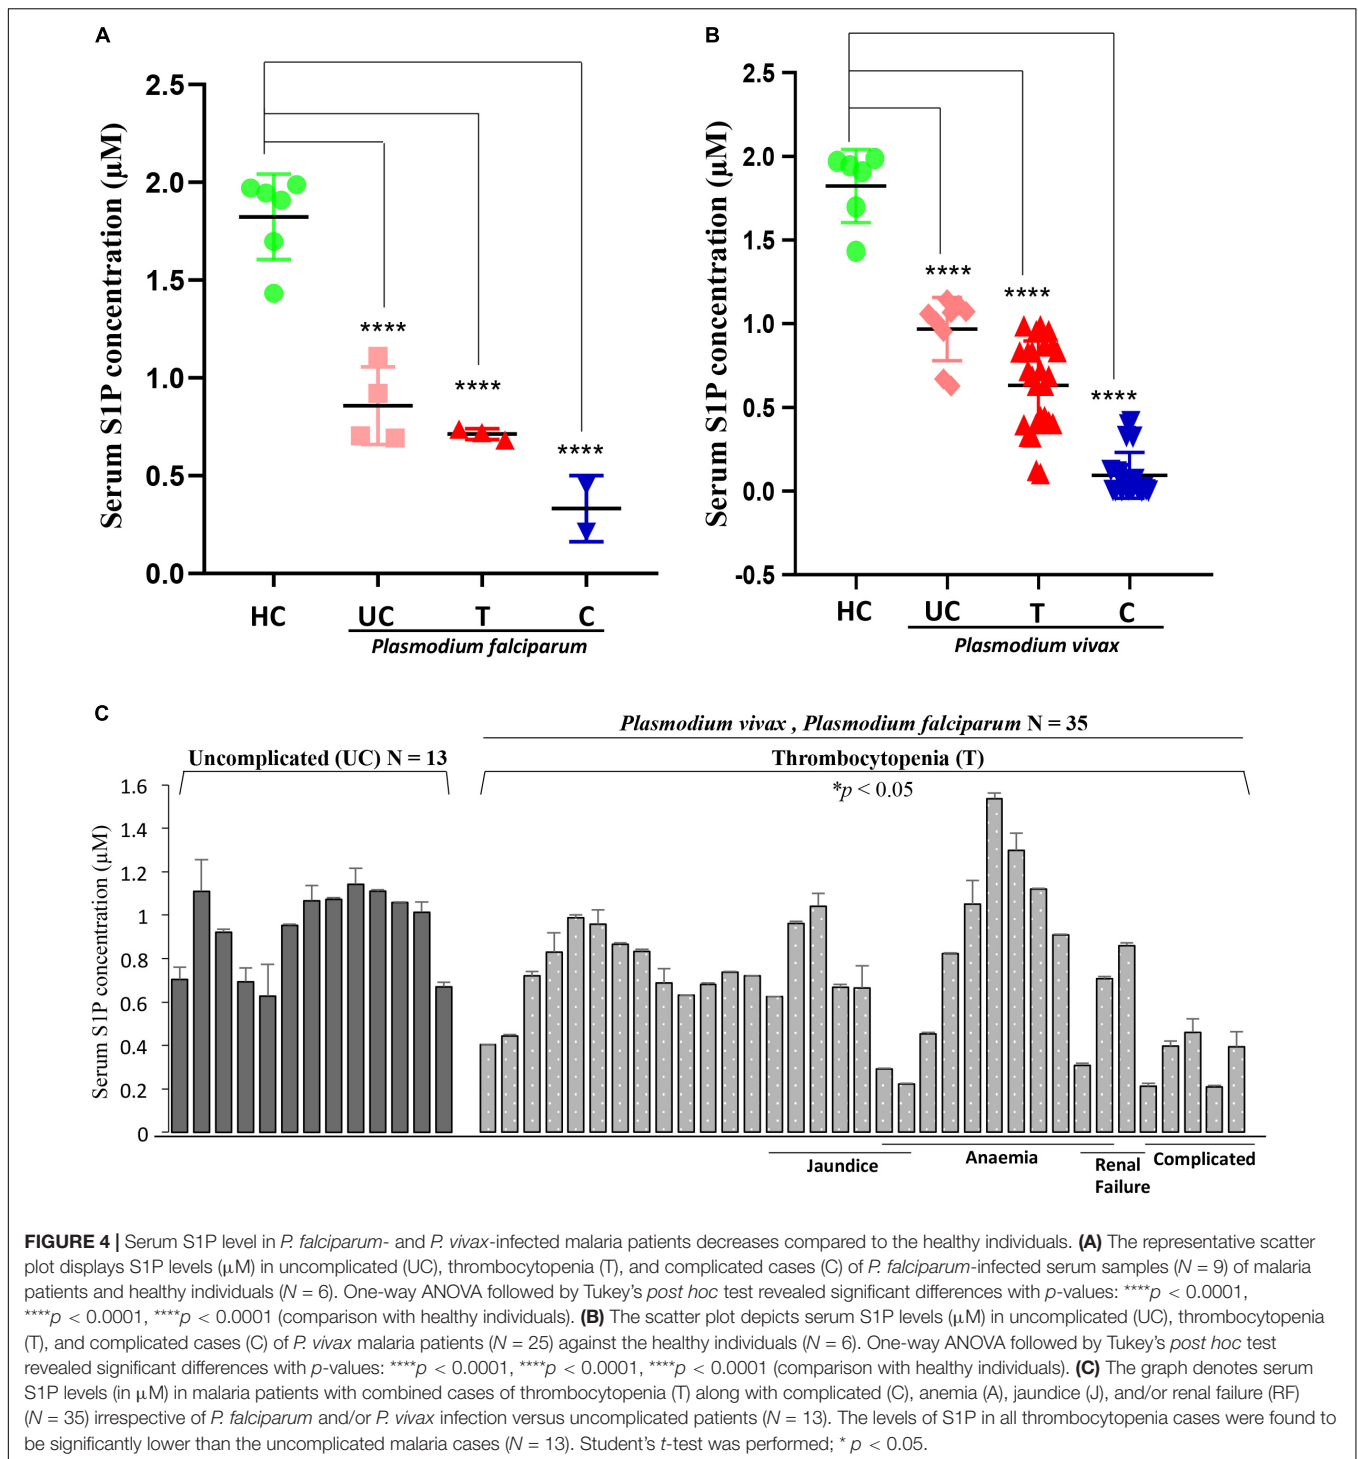 A
2.5
2.0
1.5
1.0
0.5
0.0
Serum S1P concentration (μM)
****
****
****
HC
UC
T
C
Plasmodium falciparum
B
2.5
2.0
1.5
1.0
0.5
0.0
-0.5
Serum S1P concentration (μM)
****
****
****
HC
UC
T
C
Plasmodium vivax
C
Plasmodium vivax , Plasmodium falciparum N = 35
Uncomplicated (UC) N = 13
Thrombocytopenia (T)
*p < 0.05
1.6
1.4
1.2
1
0.8
0.6
0.4
0.2
0
Serum S1P concentration (μM)
Jaundice
Anaemia
Renal
Failure
Complicated
FIGURE 4 | Serum S1P level in P. falciparum- and P. vivax-infected malaria patients decreases compared to the healthy individuals. (A) The representative scatter
plot displays S1P levels (μM) in uncomplicated (UC), thrombocytopenia (T), and complicated cases (C) of P. falciparum-infected serum samples (N = 9) of malaria
patients and healthy individuals (N = 6). One-way ANOVA followed by Tukey's post hoc test revealed significant differences with p-values: ****p < 0.0001,
****p < 0.0001, ****p < 0.0001 (comparison with healthy individuals). (B) The scatter plot depicts serum S1P levels (μM) in uncomplicated (UC), thrombocytopenia
(T), and complicated cases (C) of P. vivax malaria patients (N = 25) against the healthy individuals (N = 6). One-way ANOVA followed by Tukey's post hoc test
revealed significant differences with p-values: ****p < 0.0001, ****p < 0.0001, ****p < 0.0001 (comparison with healthy individuals). (C) The graph denotes serum
S1P levels (in μM) in malaria patients with combined cases of thrombocytopenia (T) along with complicated (C), anemia (A), jaundice (J), and/or renal failure (RF)
(N = 35) irrespective of P. falciparum and/or P. vivax infection versus uncomplicated patients (N = 13). The levels of S1P in all thrombocytopenia cases were found to
be significantly lower than the uncomplicated malaria cases (N = 13). Student's t-test was performed; * p < 0.05.